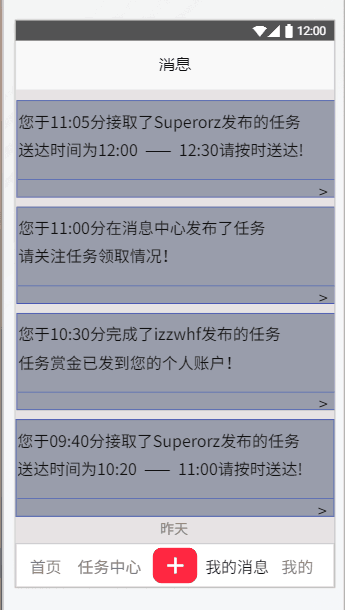 12:00
消息
您于11:05分接取了Superorz发布的任务
送达时间为12:00 —— 12:30请按时送达!
>
您于11:00分在消息中心发布了任务
请关注任务领取情况!
>
您于10:30分完成了izzwhf发布的任务
任务赏金已发到您的个人账户!
>
您于09:40分接取了Superorz发布的任务
送达时间为10:20 —— 11:00请按时送达!
>
昨天
首页 任务中心 + 我的消息 我的